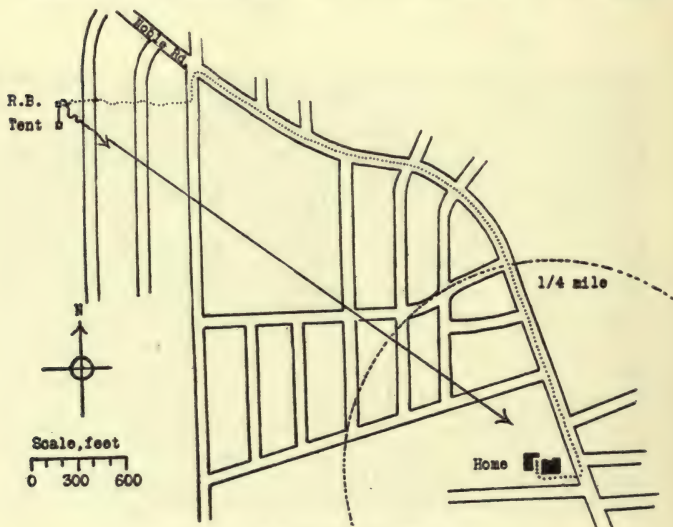 Noble Rd.
R.B.
Tent
1/4 mile
N
Scale, feet
0 300 600
Home